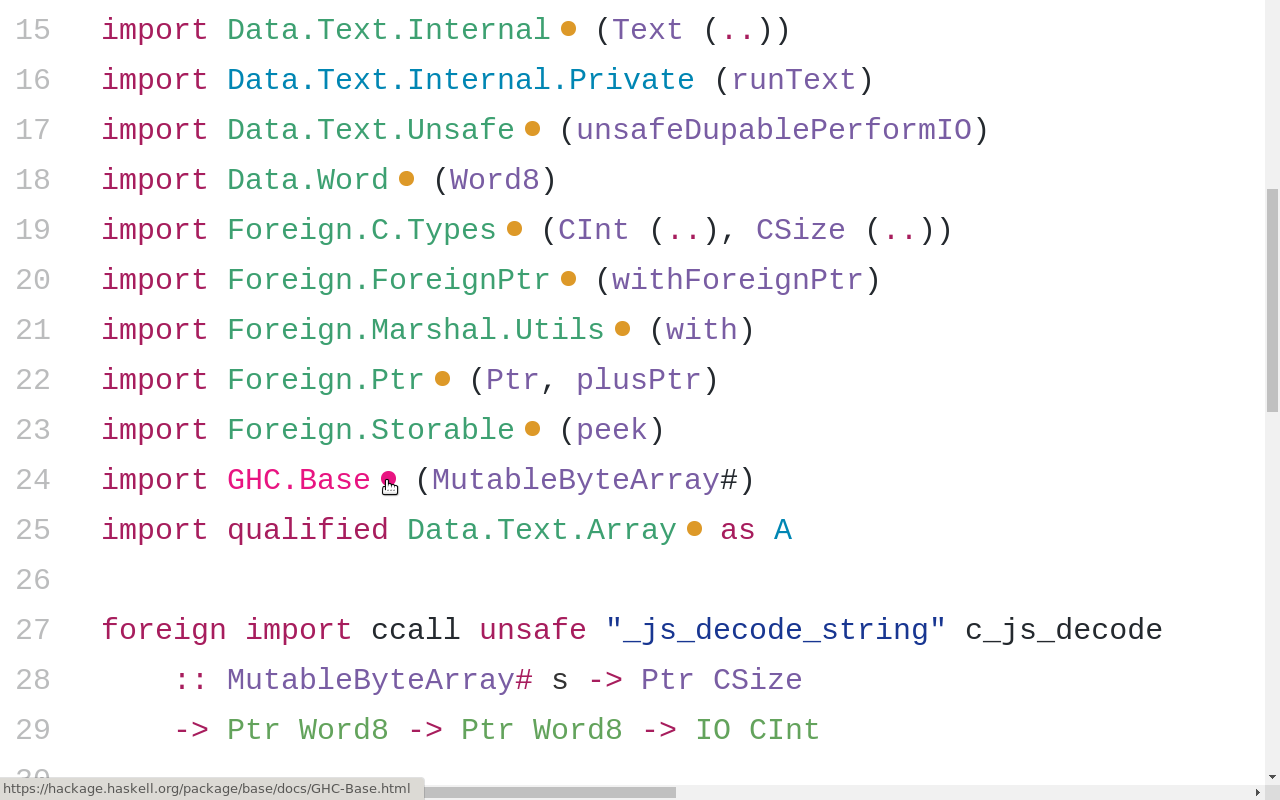 15 import Data.Text.Internal (Text (..))
16 import Data.Text.Internal.Private (runText)
17 import Data.Text.Unsafe (unsafeDupablePerformIO)
18 import Data.Word (Word8)
19 import Foreign.C.Types (CInt (..), CSize (..))
20 import Foreign.ForeignPtr (withForeignPtr)
21 import Foreign.Marshal.Utils (with)
22 import Foreign.Ptr (Ptr, plusPtr)
23 import Foreign.Storable (peek)
24 import GHC.Base (MutableByteArray#)
25 import qualified Data.Text.Array as A
26
27 foreign import ccall unsafe "_js_decode_string" c_js_decode
28     :: MutableByteArray# s -> Ptr CSize
29     -> Ptr Word8 -> Ptr Word8 -> IO CInt
30
https://hackage.haskell.org/package/base/docs/GHC-Base.html